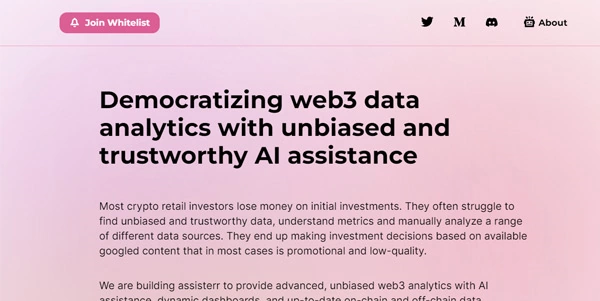 Join Whitelist
About
Democratizing web3 data
analytics with unbiased and
trustworthy AI assistance
Most crypto retail investors lose money on initial investments. They often struggle to
find unbiased and trustworthy data, understand metrics and manually analyze a range
of different data sources. They end up making investment decisions based on available
googled content that in most cases is promotional and low-quality.
We are building assisterr to provide advanced, unbiased web3 analytics with AI
assistance, dynamic dashboards, and up-to-date on-chain and off-chain data